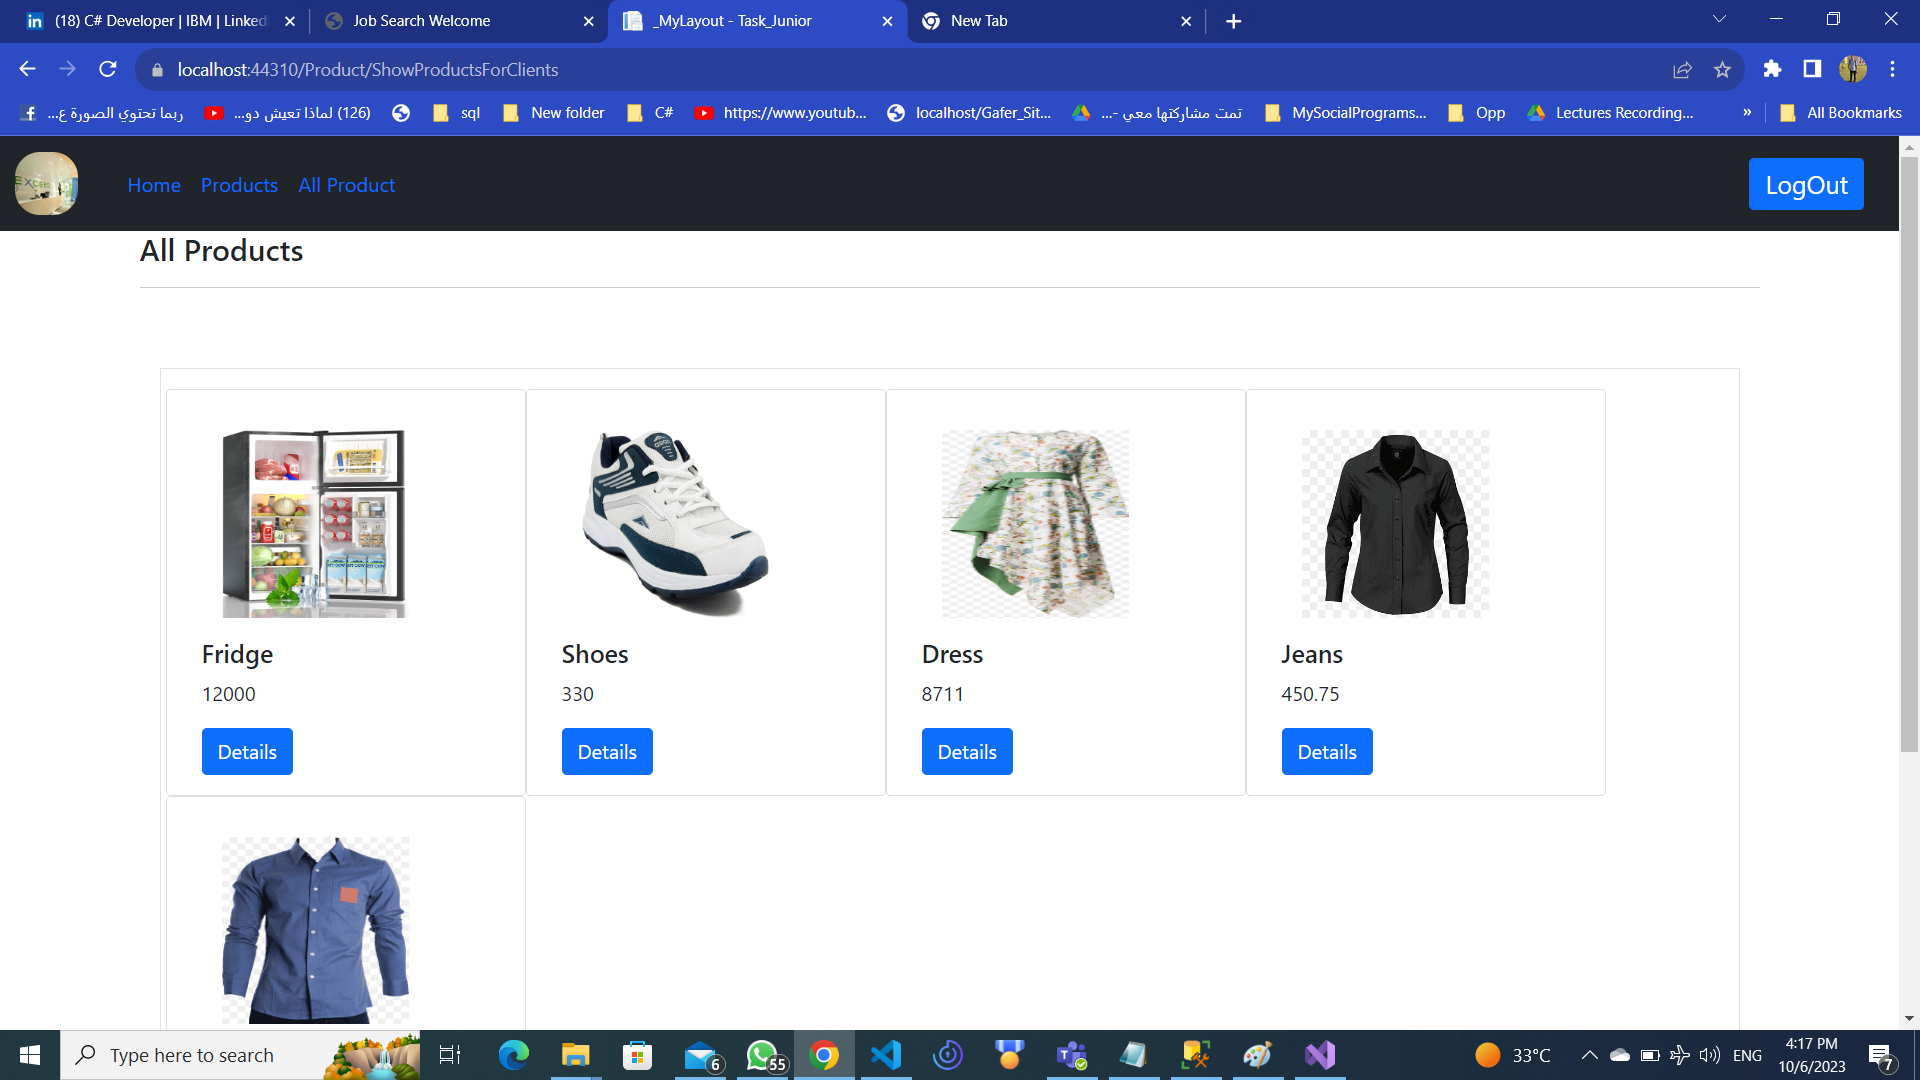 (18) C# Developer | IBM | LinkedI
Job Search Welcome
_MyLayout - Task_Junior
New Tab
localhost:44310/Product/ShowProductsForClients
ربما تحتوي الصورة ع...
(126) لماذا تعيش دو...
sql
New folder
C#
https://www.youtub...
localhost/Gafer_Sit...
تمت مشاركتها معي -...
MySocialPrograms...
Opp
Lectures Recording...
»
All Bookmarks
Home
Products
All Product
LogOut
All Products
Fridge
12000
Details
Shoes
330
Details
Dress
8711
Details
Jeans
450.75
Details
Type here to search
6
55
33°C
ENG
4:17 PM
10/6/2023
7